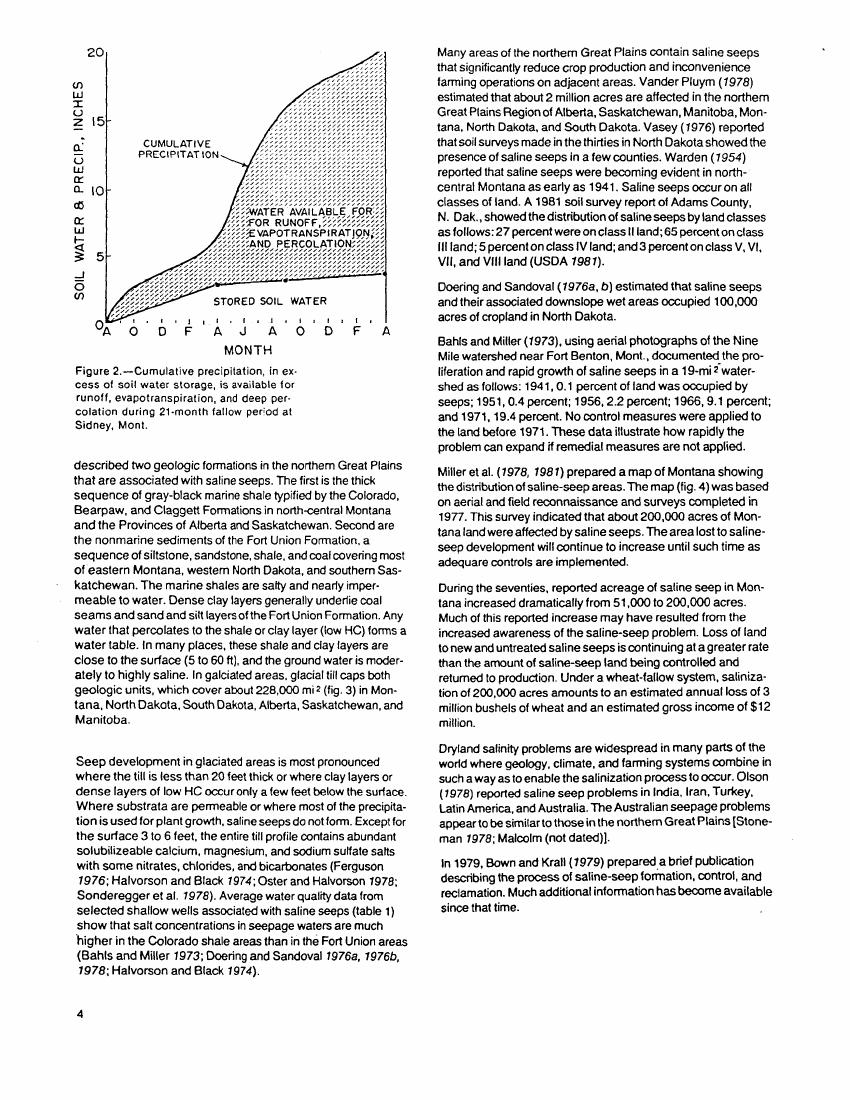 20
15
10
5
0
SOIL WATER & PRECIP., INCHES
CUMULATIVE
PRECIPITATION
WATER AVAILABLE FOR
FOR RUNOFF,
EVAPOTRANSPIRATION,
AND PERCOLATION
STORED SOIL WATER
A O D F A J A O D F A
MONTH
Figure 2.—Cumulative precipitation, in ex-
cess of soil water storage, is available for
runoff, evapotranspiration, and deep per-
colation during 21-month fallow period at
Sidney, Mont.
described two geologic formations in the northern Great Plains
that are associated with saline seeps. The first is the thick
sequence of gray-black marine shale typified by the Colorado,
Bearpaw, and Claggett Formations in north-central Montana
and the Provinces of Alberta and Saskatchewan. Second are
the nonmarine sediments of the Fort Union Formation, a
sequence of siltstone, sandstone, shale, and coal covering most
of eastern Montana, western North Dakota, and southern Sas-
katchewan. The marine shales are salty and nearly imper-
meable to water. Dense clay layers generally underlie coal
seams and sand and silt layers of the Fort Union Formation. Any
water that percolates to the shale or clay layer (low HC) forms a
water table. In many places, these shale and clay layers are
close to the surface (5 to 60 ft), and the ground water is moder-
ately to highly saline. In galciated areas, glacial till caps both
geologic units, which cover about 228,000 mi² (fig. 3) in Mon-
tana, North Dakota, South Dakota, Alberta, Saskatchewan, and
Manitoba.
Seep development in glaciated areas is most pronounced
where the till is less than 20 feet thick or where clay layers or
dense layers of low HC occur only a few feet below the surface.
Where substrata are permeable or where most of the precipita-
tion is used for plant growth, saline seeps do not form. Except for
the surface 3 to 6 feet, the entire till profile contains abundant
solubilizeable calcium, magnesium, and sodium sulfate salts
with some nitrates, chlorides, and bicarbonates (Ferguson
1976; Halvorson and Black 1974; Oster and Halvorson 1978;
Sonderegger et al. 1978). Average water quality data from
selected shallow wells associated with saline seeps (table 1)
show that salt concentrations in seepage waters are much
higher in the Colorado shale areas than in the Fort Union areas
(Bahls and Miller 1973; Doering and Sandoval 1976a, 1976b,
1978; Halvorson and Black 1974).
Many areas of the northern Great Plains contain saline seeps
that significantly reduce crop production and inconvenience
farming operations on adjacent areas. Vander Pluym (1978)
estimated that about 2 million acres are affected in the northern
Great Plains Region of Alberta, Saskatchewan, Manitoba, Mon-
tana, North Dakota, and South Dakota. Vasey (1976) reported
that soil surveys made in the thirties in North Dakota showed the
presence of saline seeps in a few counties. Warden (1954)
reported that saline seeps were becoming evident in north-
central Montana as early as 1941. Saline seeps occur on all
classes of land. A 1981 soil survey report of Adams County,
N. Dak., showed the distribution of saline seeps by land classes
as follows: 27 percent were on class II land; 65 percent on class
III land; 5 percent on class IV land; and 3 percent on class V, VI,
VII, and VIII land (USDA 1981).
Doering and Sandoval (1976a, b) estimated that saline seeps
and their associated downslope wet areas occupied 100,000
acres of cropland in North Dakota.
Bahls and Miller (1973), using aerial photographs of the Nine
Mile watershed near Fort Benton, Mont., documented the pro-
liferation and rapid growth of saline seeps in a 19-mi² water-
shed as follows: 1941, 0.1 percent of land was occupied by
seeps; 1951, 0.4 percent; 1956, 2.2 percent; 1966, 9.1 percent;
and 1971, 19.4 percent. No control measures were applied to
the land before 1971. These data illustrate how rapidly the
problem can expand if remedial measures are not applied.
Miller et al. (1978, 1981) prepared a map of Montana showing
the distribution of saline-seep areas. The map (fig. 4) was based
on aerial and field reconnaissance and surveys completed in
1977. This survey indicated that about 200,000 acres of Mon-
tana land were affected by saline seeps. The area lost to saline-
seep development will continue to increase until such time as
adequate controls are implemented.
During the seventies, reported acreage of saline seep in Mon-
tana increased dramatically from 51,000 to 200,000 acres.
Much of this reported increase may have resulted from the
increased awareness of the saline-seep problem. Loss of land
to new and untreated saline seeps is continuing at a greater rate
than the amount of saline-seep land being controlled and
returned to production. Under a wheat-fallow system, saliniza-
tion of 200,000 acres amounts to an estimated annual loss of 3
million bushels of wheat and an estimated gross income of $12
million.
Dryland salinity problems are widespread in many parts of the
world where geology, climate, and farming systems combine in
such a way as to enable the salinization process to occur. Olson
(1978) reported saline seep problems in India, Iran, Turkey,
Latin America, and Australia. The Australian seepage problems
appear to be similar to those in the northern Great Plains [Stone-
man 1978; Malcolm (not dated)].
In 1979, Bown and Krall (1979) prepared a brief publication
describing the process of saline-seep formation, control, and
reclamation. Much additional information has become available
since that time.
4